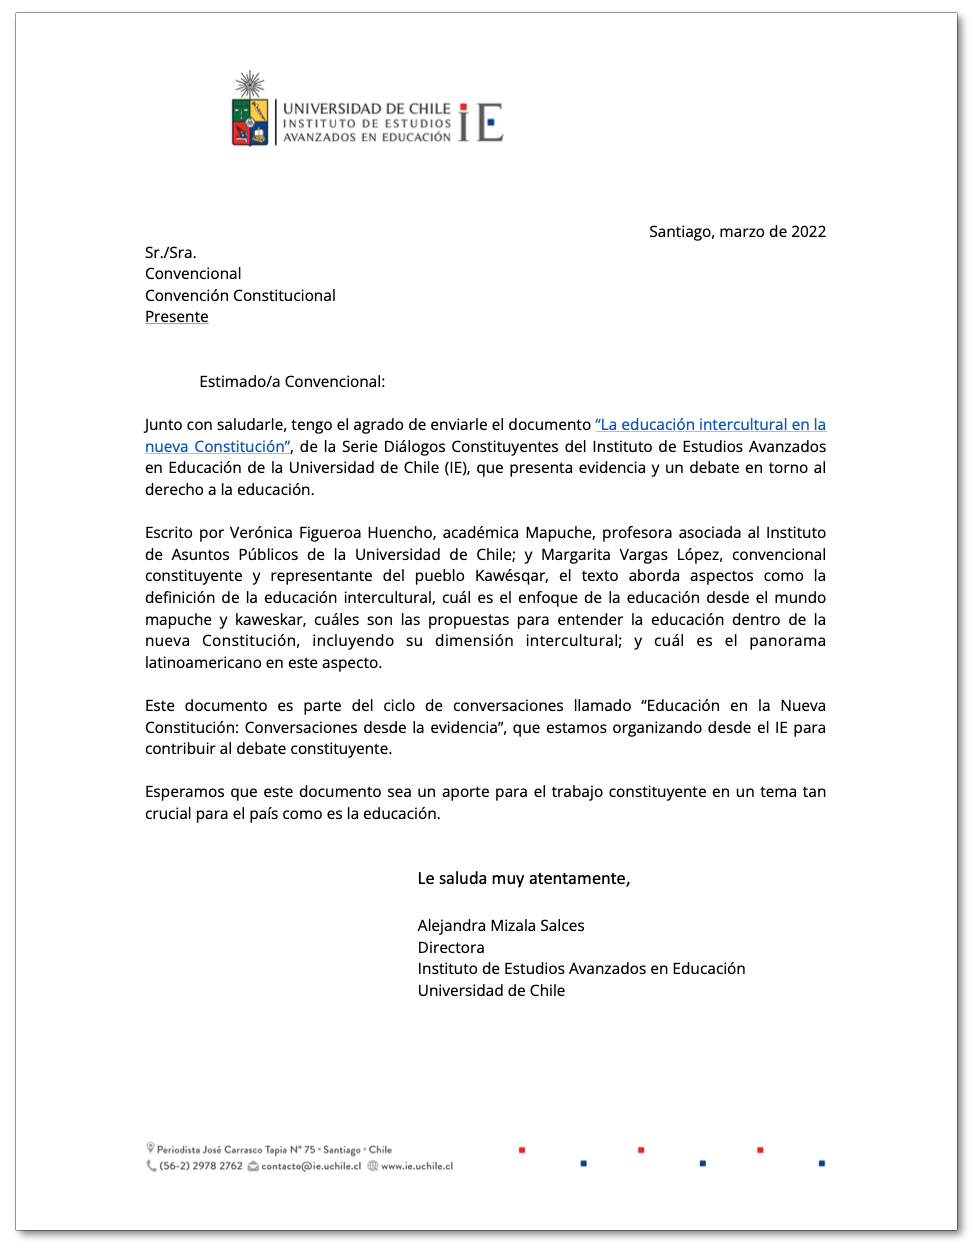 UNIVERSIDAD DE CHILE
INSTITUTO DE ESTUDIOS
AVANZADOS EN EDUCACIÓN
iE
Santiago, marzo de 2022
Sr./Sra.
Convencional
Convención Constitucional
Presente
Estimado/a Convencional:
Junto con saludarle, tengo el agrado de enviarle el documento “La educación intercultural en la
nueva Constitución”, de la Serie Diálogos Constituyentes del Instituto de Estudios Avanzados
en Educación de la Universidad de Chile (IE), que presenta evidencia y un debate en torno al
derecho a la educación.
Escrito por Verónica Figueroa Huencho, académica Mapuche, profesora asociada al Instituto
de Asuntos Públicos de la Universidad de Chile; y Margarita Vargas López, convencional
constituyente y representante del pueblo Kawésqar, el texto aborda aspectos como la
definición de la educación intercultural, cuál es el enfoque de la educación desde el mundo
mapuche y kaweskar, cuáles son las propuestas para entender la educación dentro de la
nueva Constitución, incluyendo su dimensión intercultural; y cuál es el panorama
latinoamericano en este aspecto.
Este documento es parte del ciclo de conversaciones llamado “Educación en la Nueva
Constitución: Conversaciones desde la evidencia”, que estamos organizando desde el IE para
contribuir al debate constituyente.
Esperamos que este documento sea un aporte para el trabajo constituyente en un tema tan
crucial para el país como es la educación.
Le saluda muy atentamente,
Alejandra Mizala Salces
Directora
Instituto de Estudios Avanzados en Educación
Universidad de Chile
Periodista José Carrasco Tapia N° 75 • Santiago • Chile
(56-2) 2978 2762 contacto@ie.uchile.cl www.ie.uchile.cl